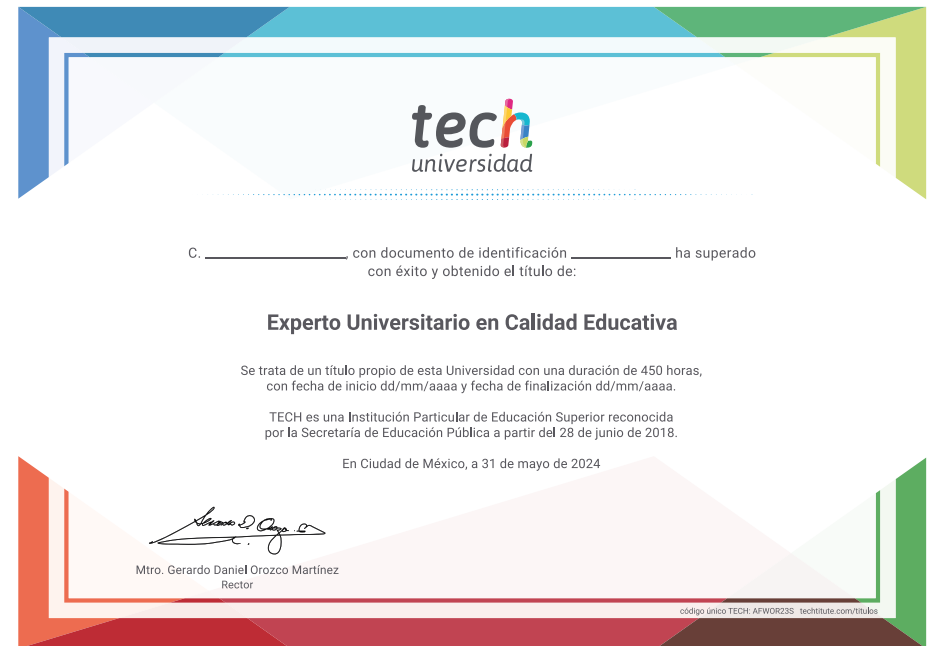 tech
universidad
C. ____________, con documento de identificación ____________ ha superado
con éxito y obtenido el título de:
Experto Universitario en Calidad Educativa
Se trata de un título propio de esta Universidad con una duración de 450 horas,
con fecha de inicio dd/mm/aaaa y fecha de finalización dd/mm/aaaa.
TECH es una Institución Particular de Educación Superior reconocida
por la Secretaría de Educación Pública a partir del 28 de junio de 2018.
En Ciudad de México, a 31 de mayo de 2024
Mtro. Gerardo Daniel Orozco Martínez
Rector
código único TECH: AFWOR23S techtitute.com/titulos